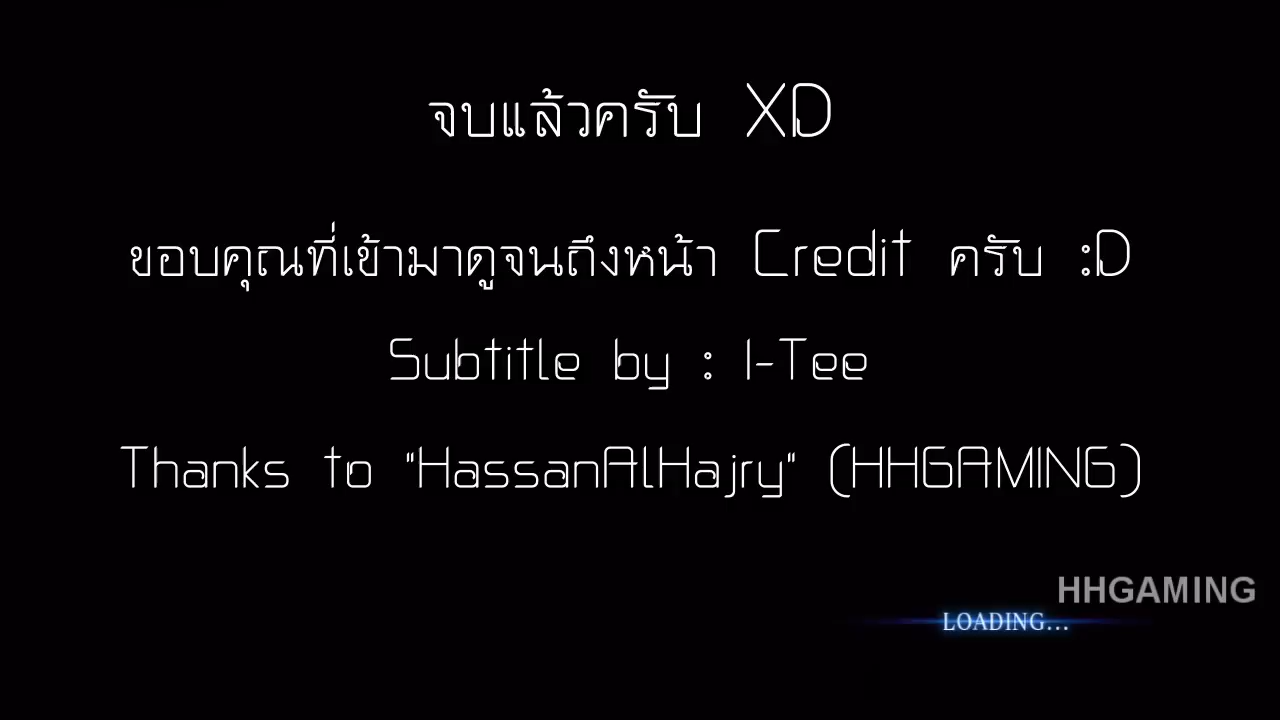 จบแล้วครับ XD
ขอบคุณที่เข้ามาดูจนถึงหน้า Credit ครับ :D
Subtitle by : I-Tee
Thanks to "HassanAlHajry" (HHGAMING)
HHGAMING
LOADING...